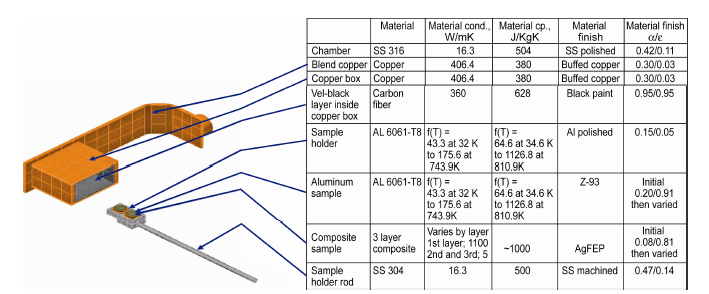 Material
Material cond., W/mK
Material cp., J/KgK
Material finish
Material finish α/ε
Chamber
SS 316
16.3
504
SS polished
0.42/0.11
Blend copper
Copper
406.4
380
Buffed copper
0.30/0.03
Copper box
Copper
406.4
380
Buffed copper
0.30/0.03
Vel-black layer inside copper box
Carbon fiber
360
628
Black paint
0.95/0.95
Sample holder
AL 6061-T8
f(T) = 43.3 at 32 K to 175.6 at 743.9K
f(T) = 64.6 at 34.6 K to 1126.8 at 810.9K
Al polished
0.15/0.05
Aluminum sample
AL 6061-T8
f(T) = 43.3 at 32 K to 175.6 at 743.9K
f(T) = 64.6 at 34.6 K to 1126.8 at 810.9K
Z-93
Initial 0.20/0.91 then varied
Composite sample
3 layer composite
Varies by layer 1st layer; 1100 2nd and 3rd; 5
~1000
AgFEP
Initial 0.08/0.81 then varied
Sample holder rod
SS 304
16.3
500
SS machined
0.47/0.14